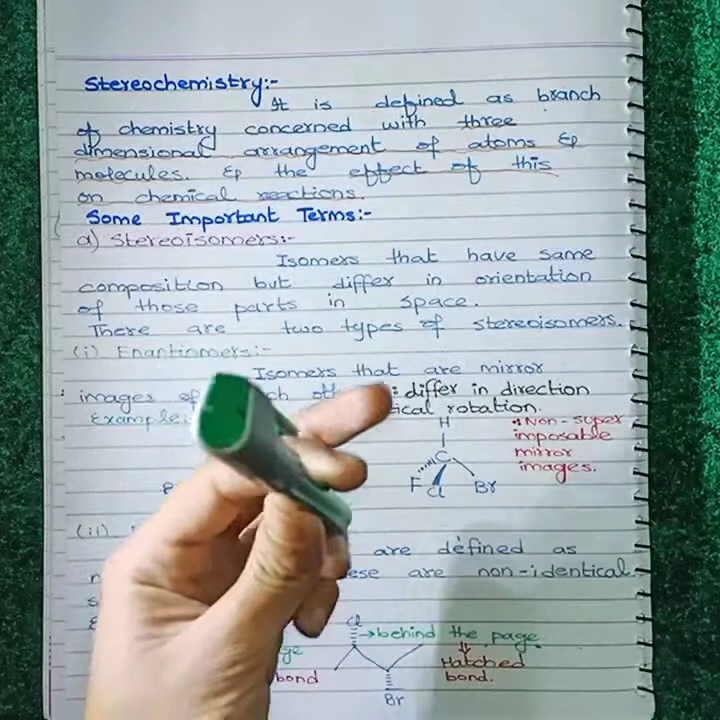 Stereochemistry:-
It is defined as branch
of chemistry concerned with three
dimensional arrangement of atoms &
molecules. & the effect of this
on chemical reactions.
Some Important Terms:-
a) Stereoisomers:-
Isomers that have same
composition but differ in orientation
of those parts in space.
There are two types of stereoisomers.
(i) Enantiomers:-
Isomers that are mirror
images of : differ in direction
rotation.
Example:
H
C
F Cl Br
*Non-super
imposable
mirror
images.
(ii)
are defined as
are non-identical
Cl
→behind the page.
Hatched
bond bond.
Br